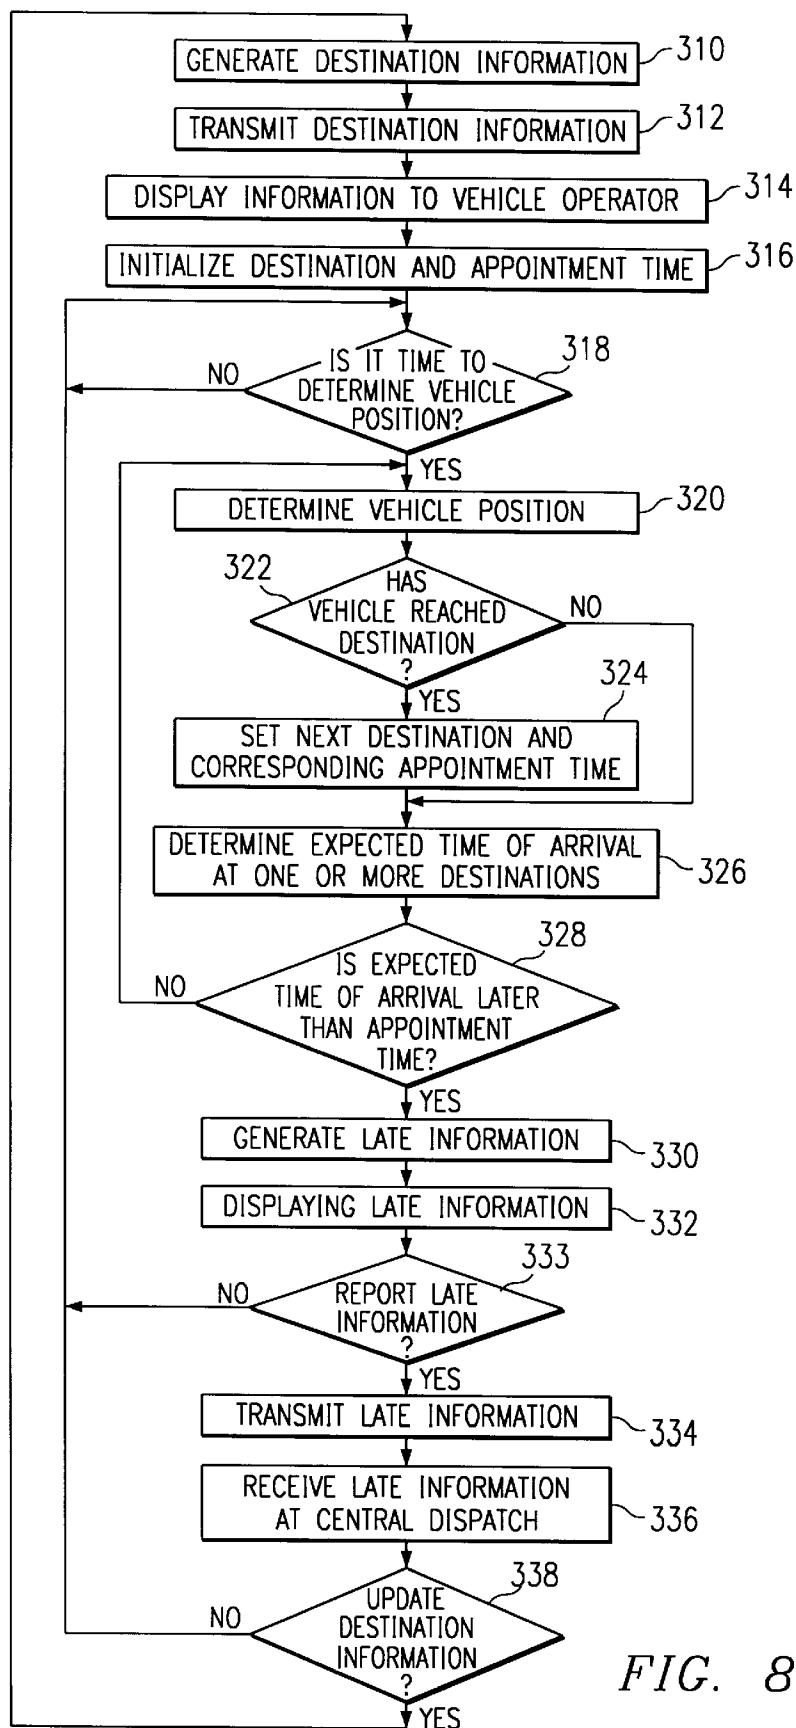 GENERATE DESTINATION INFORMATION
310
TRANSMIT DESTINATION INFORMATION
312
DISPLAY INFORMATION TO VEHICLE OPERATOR
314
INITIALIZE DESTINATION AND APPOINTMENT TIME
316
IS IT TIME TO
DETERMINE VEHICLE
POSITION?
318
NO
YES
DETERMINE VEHICLE POSITION
320
322
HAS
VEHICLE REACHED
DESTINATION
?
NO
YES
324
SET NEXT DESTINATION AND
CORRESPONDING APPOINTMENT TIME
DETERMINE EXPECTED TIME OF ARRIVAL
AT ONE OR MORE DESTINATIONS
326
328
IS EXPECTED
TIME OF ARRIVAL LATER
THAN APPOINTMENT
TIME?
NO
YES
GENERATE LATE INFORMATION
330
DISPLAYING LATE INFORMATION
332
333
REPORT LATE
INFORMATION
?
NO
YES
TRANSMIT LATE INFORMATION
334
RECEIVE LATE INFORMATION
AT CENTRAL DISPATCH
336
338
UPDATE
DESTINATION
INFORMATION
?
NO
YES
FIG. 8